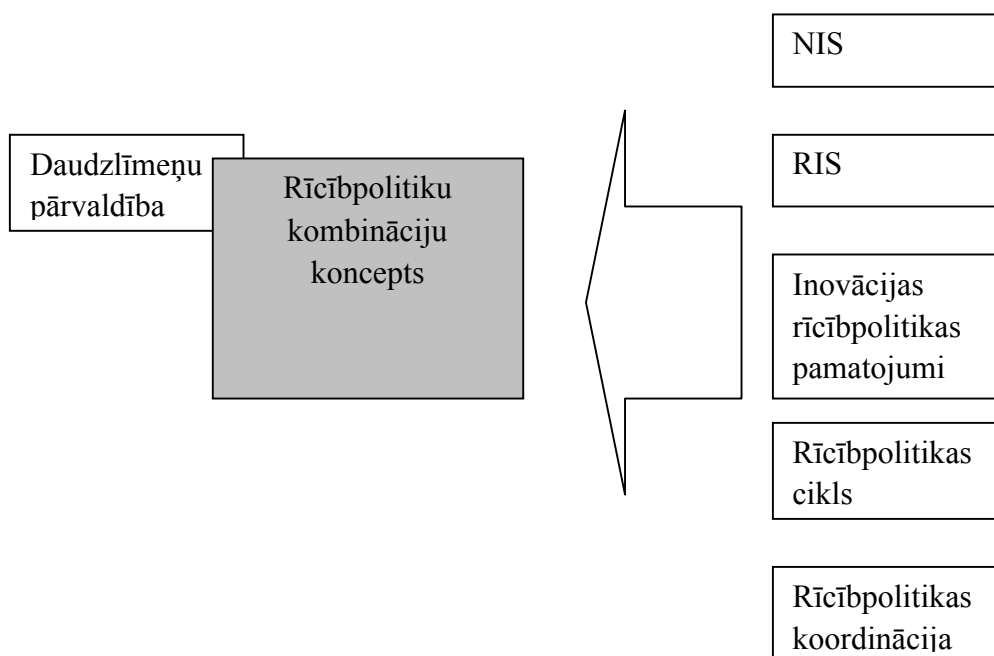 Daudzlīmeņu
pārvaldība
Rīcībpolitiku
kombināciju
koncepts
NIS
RIS
Inovācijas
rīcībpolitikas
pamatojumi
Rīcībpolitikas
cikls
Rīcībpolitikas
koordinācija